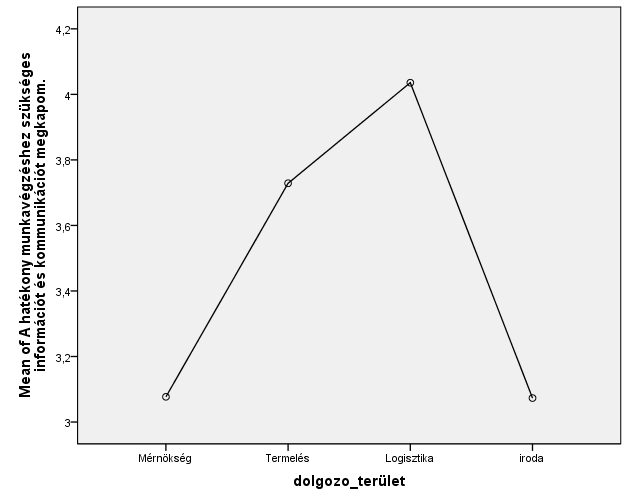 4,2
4
3,8
3,6
3,4
3,2
3
Mean of A hatékony munkavégzéshez szükséges
információt és kommunikációt megkapom.
Mérnökség
Termelés
Logisztika
iroda
dolgozo_terület